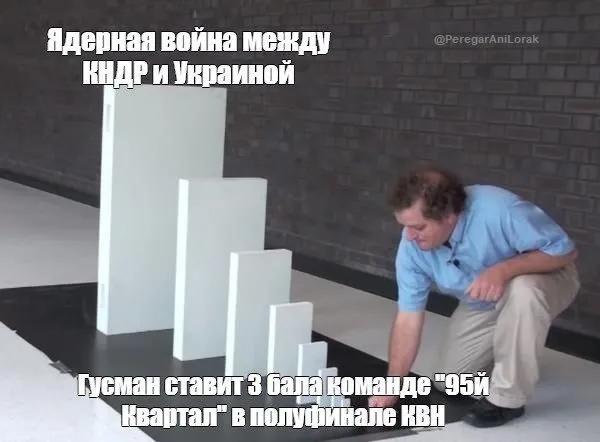 Ядерная война между
КНДР и Украиной
@PeregarAniLorak
Гусман ставит 3 бала команде "95й
Квартал" в полуфинале КВН